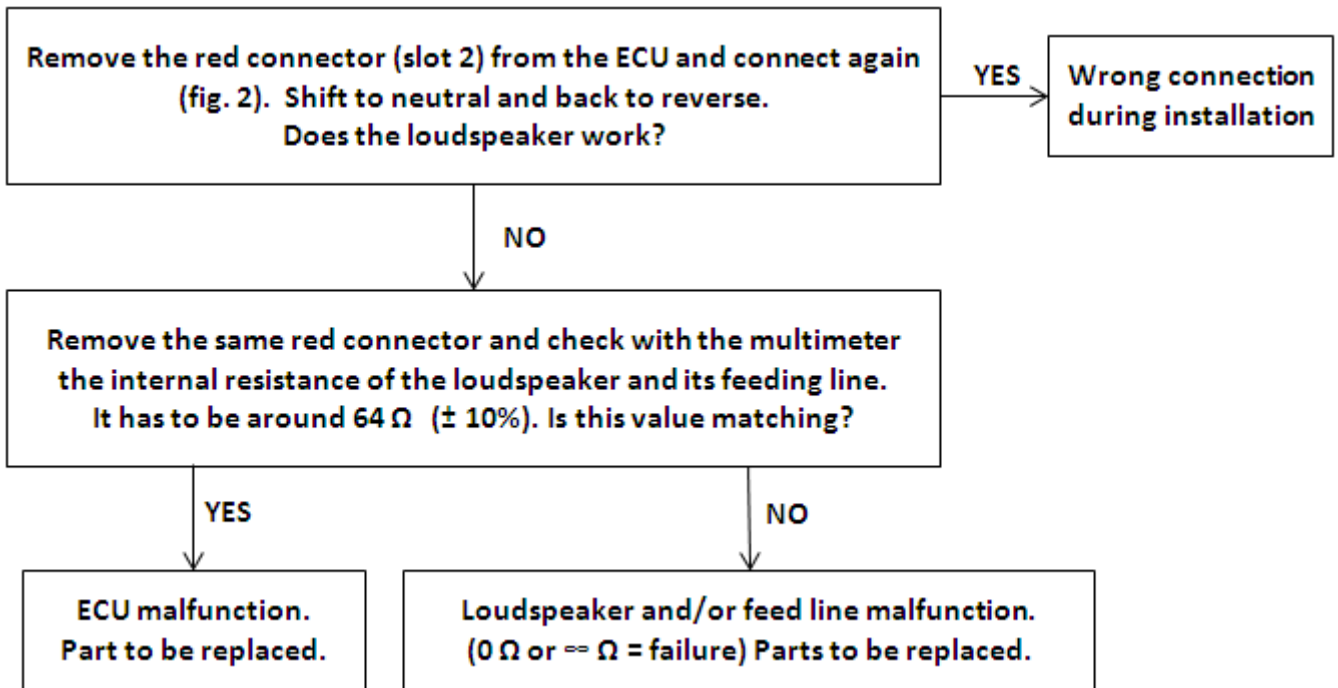 Remove the red connector (slot 2) from the ECU and connect again
(fig. 2).  Shift to neutral and back to reverse.
Does the loudspeaker work?
YES
Wrong connection
during installation
NO
Remove the same red connector and check with the multimeter
the internal resistance of the loudspeaker and its feeding line.
It has to be around 64 Ω  (± 10%). Is this value matching?
YES
NO
ECU malfunction.
Part to be replaced.
Loudspeaker and/or feed line malfunction.
(0 Ω or ∞ Ω = failure) Parts to be replaced.